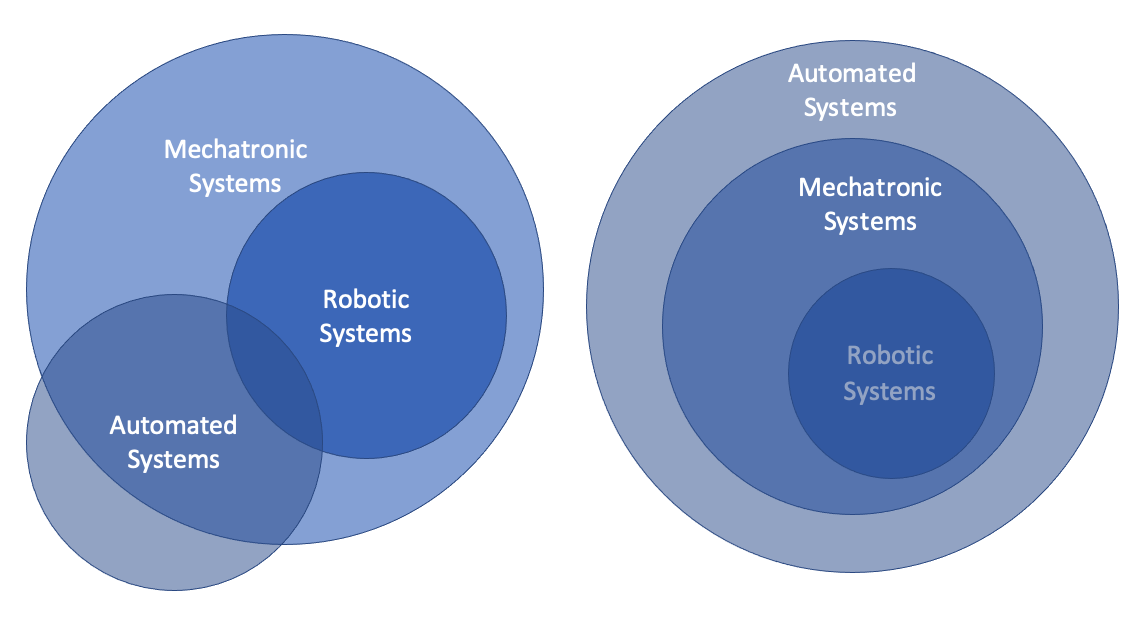 Mechatronic
Systems
Robotic
Systems
Automated
Systems
Automated
Systems
Mechatronic
Systems
Robotic
Systems